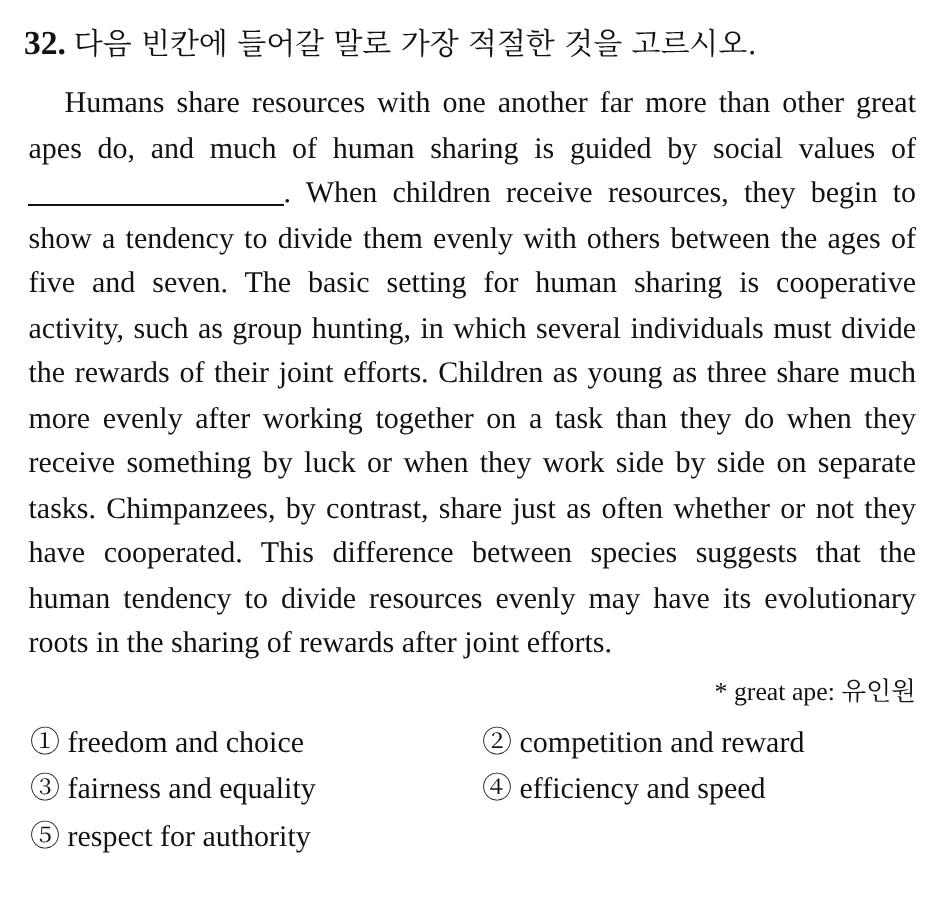 32. 다음 빈칸에 들어갈 말로 가장 적절한 것을 고르시오.
Humans share resources with one another far more than other great
apes do, and much of human sharing is guided by social values of
_________________. When children receive resources, they begin to
show a tendency to divide them evenly with others between the ages of
five and seven. The basic setting for human sharing is cooperative
activity, such as group hunting, in which several individuals must divide
the rewards of their joint efforts. Children as young as three share much
more evenly after working together on a task than they do when they
receive something by luck or when they work side by side on separate
tasks. Chimpanzees, by contrast, share just as often whether or not they
have cooperated. This difference between species suggests that the
human tendency to divide resources evenly may have its evolutionary
roots in the sharing of rewards after joint efforts.
* great ape: 유인원
① freedom and choice
② competition and reward
③ fairness and equality
④ efficiency and speed
⑤ respect for authority